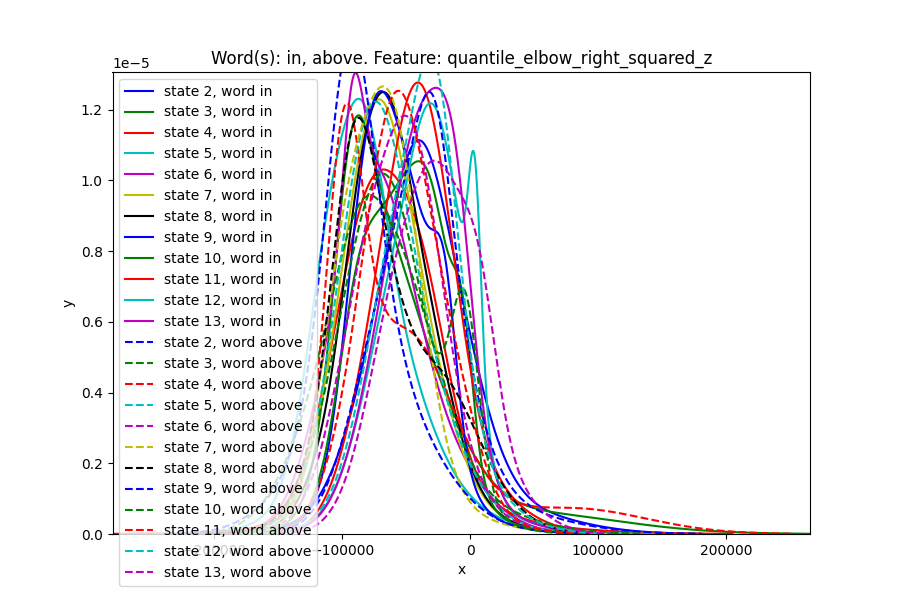 Word(s): in, above. Feature: quantile_elbow_right_squared_z
1e−5
state 2, word in
state 3, word in
state 4, word in
state 5, word in
state 6, word in
state 7, word in
state 8, word in
state 9, word in
state 10, word in
state 11, word in
state 12, word in
state 13, word in
state 2, word above
state 3, word above
state 4, word above
state 5, word above
state 6, word above
state 7, word above
state 8, word above
state 9, word above
state 10, word above
state 11, word above
state 12, word above
state 13, word above
1.2
1.0
0.8
0.6
0.4
0.2
0.0
y
-200000 -100000 0 100000 200000
x